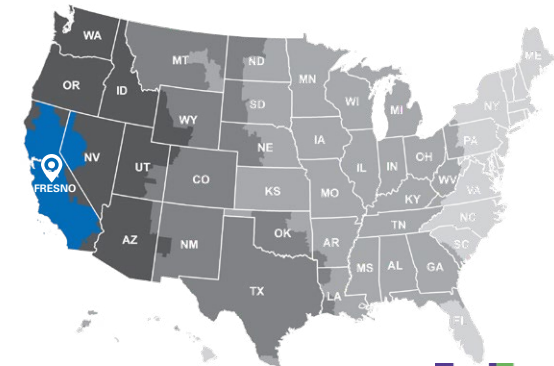 WA
ME
MT
ND
OR
ID
MN
NY
SD
WI
MI
WY
PA
IA
NE
OH
NV
IL
IN
UT
WV
CO
FRESNO
VA
KS
MO
KY
NC
TN
AZ
OK
NM
AR
SC
MS
AL
GA
TX
LA
FL